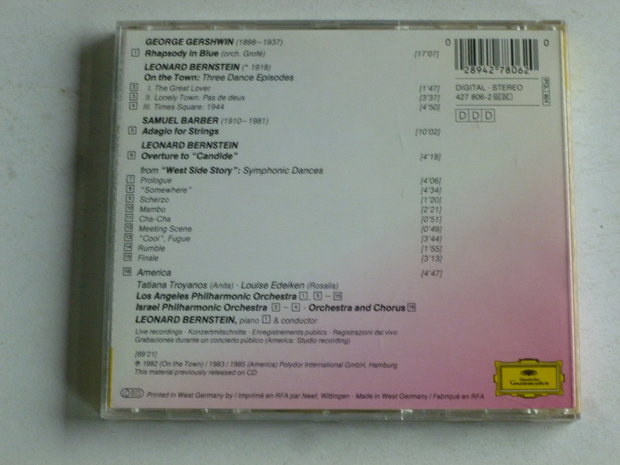 GEORGE GERSHWIN (1898–1937)
1 Rhapsody in Blue (orch. Grofé) [17'07]
LEONARD BERNSTEIN (* 1918)
On the Town: Three Dance Episodes
2 I. The Great Lover [1'47]
3 II. Lonely Town: Pas de deux [3'37]
4 III. Times Square: 1944 [4'50]
SAMUEL BARBER (1910–1981)
5 Adagio for Strings [10'02]
LEONARD BERNSTEIN
6 Overture to "Candide" [4'18]
from "West Side Story": Symphonic Dances
7 Prologue [4'06]
8 "Somewhere" [4'34]
9 Scherzo [1'20]
10 Mambo [2'21]
11 Cha-Cha [0'51]
12 Meeting Scene [0'49]
13 "Cool", Fugue [3'44]
14 Rumble [1'55]
15 Finale [3'13]
16 America [4'47]
Tatiana Troyanos (Anita) · Louise Edeiken (Rosalia)
Los Angeles Philharmonic Orchestra 1, 5 – 15
Israel Philharmonic Orchestra 2 – 4 · Orchestra and Chorus 16
LEONARD BERNSTEIN, piano 1 & conductor
Live recordings · Konzertmitschnitte · Enregistrements publics · Registrazioni dal vivo
Grabaciones durante un concierto público (America: Studio recording)
[69'21]
℗ 1982 (On the Town) / 1983 / 1985 (America) Polydor International GmbH, Hamburg
This material previously released on CD
Printed in West Germany by / Imprimé en RFA par Neef, Wittingen · Made in West Germany / Fabriqué en RFA
0 28942 78062 0
DIGITAL · STEREO
427 806-2
DDD
Deutsche
Grammophon